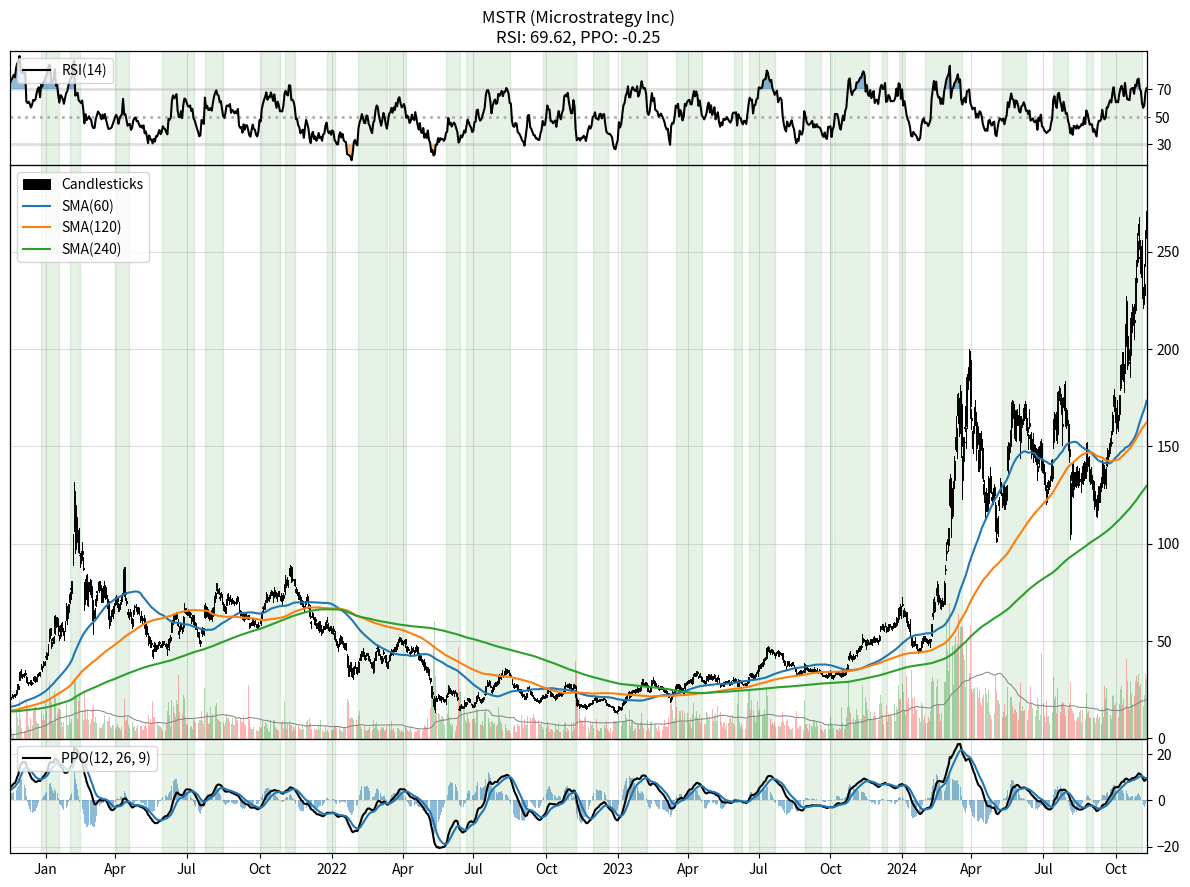 MSTR (Microstrategy Inc)
RSI: 69.62, PPO: -0.25
RSI(14)
70
50
30
Candlesticks
SMA(60)
SMA(120)
SMA(240)
250
200
150
100
50
0
PPO(12, 26, 9)
20
0
−20
Jan Apr Jul Oct 2022 Apr Jul Oct 2023 Apr Jul Oct 2024 Apr Jul Oct